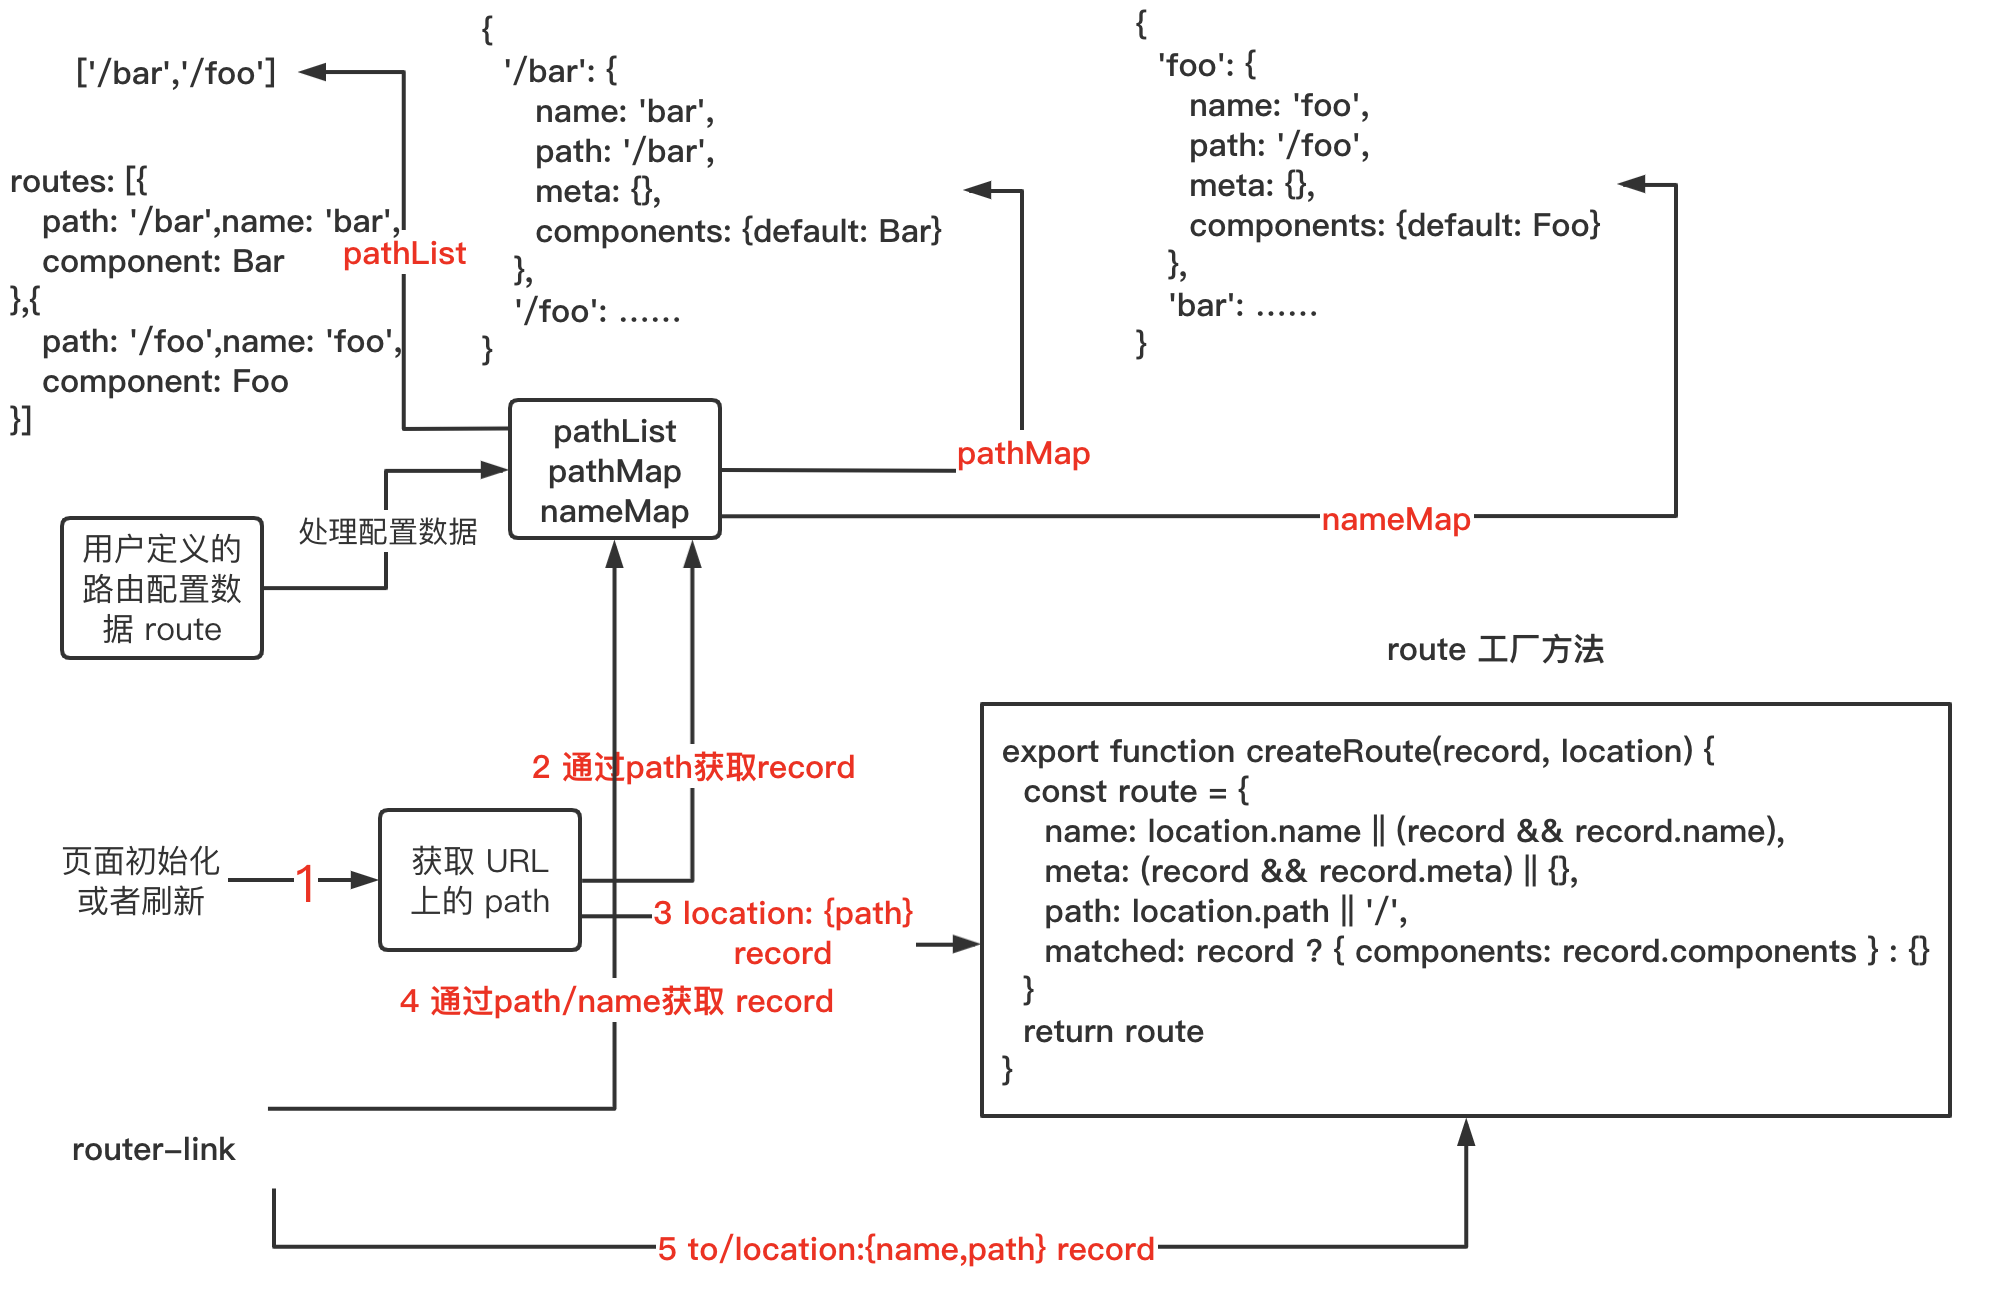 ['/bar','/foo']
routes: [{
path: '/bar',name: 'bar',
component: Bar
},{
path: '/foo',name: 'foo',
component: Foo
}]
pathList
{
'/bar': {
name: 'bar',
path: '/bar',
meta: {},
components: {default: Bar}
},
'/foo': ……
}
{
'foo': {
name: 'foo',
path: '/foo',
meta: {},
components: {default: Foo}
},
'bar': ……
}
pathList
pathMap
nameMap
pathMap
nameMap
处理配置数据
用户定义的
路由配置数
据 route
route 工厂方法
export function createRoute(record, location) {
const route = {
name: location.name || (record && record.name),
meta: (record && record.meta) || {},
path: location.path || '/',
matched: record ? { components: record.components } : {}
}
return route
}
2 通过path获取record
页面初始化
或者刷新
1
获取 URL
上的 path
3 location: {path}
record
4 通过path/name获取 record
router-link
5 to/location:{name,path} record